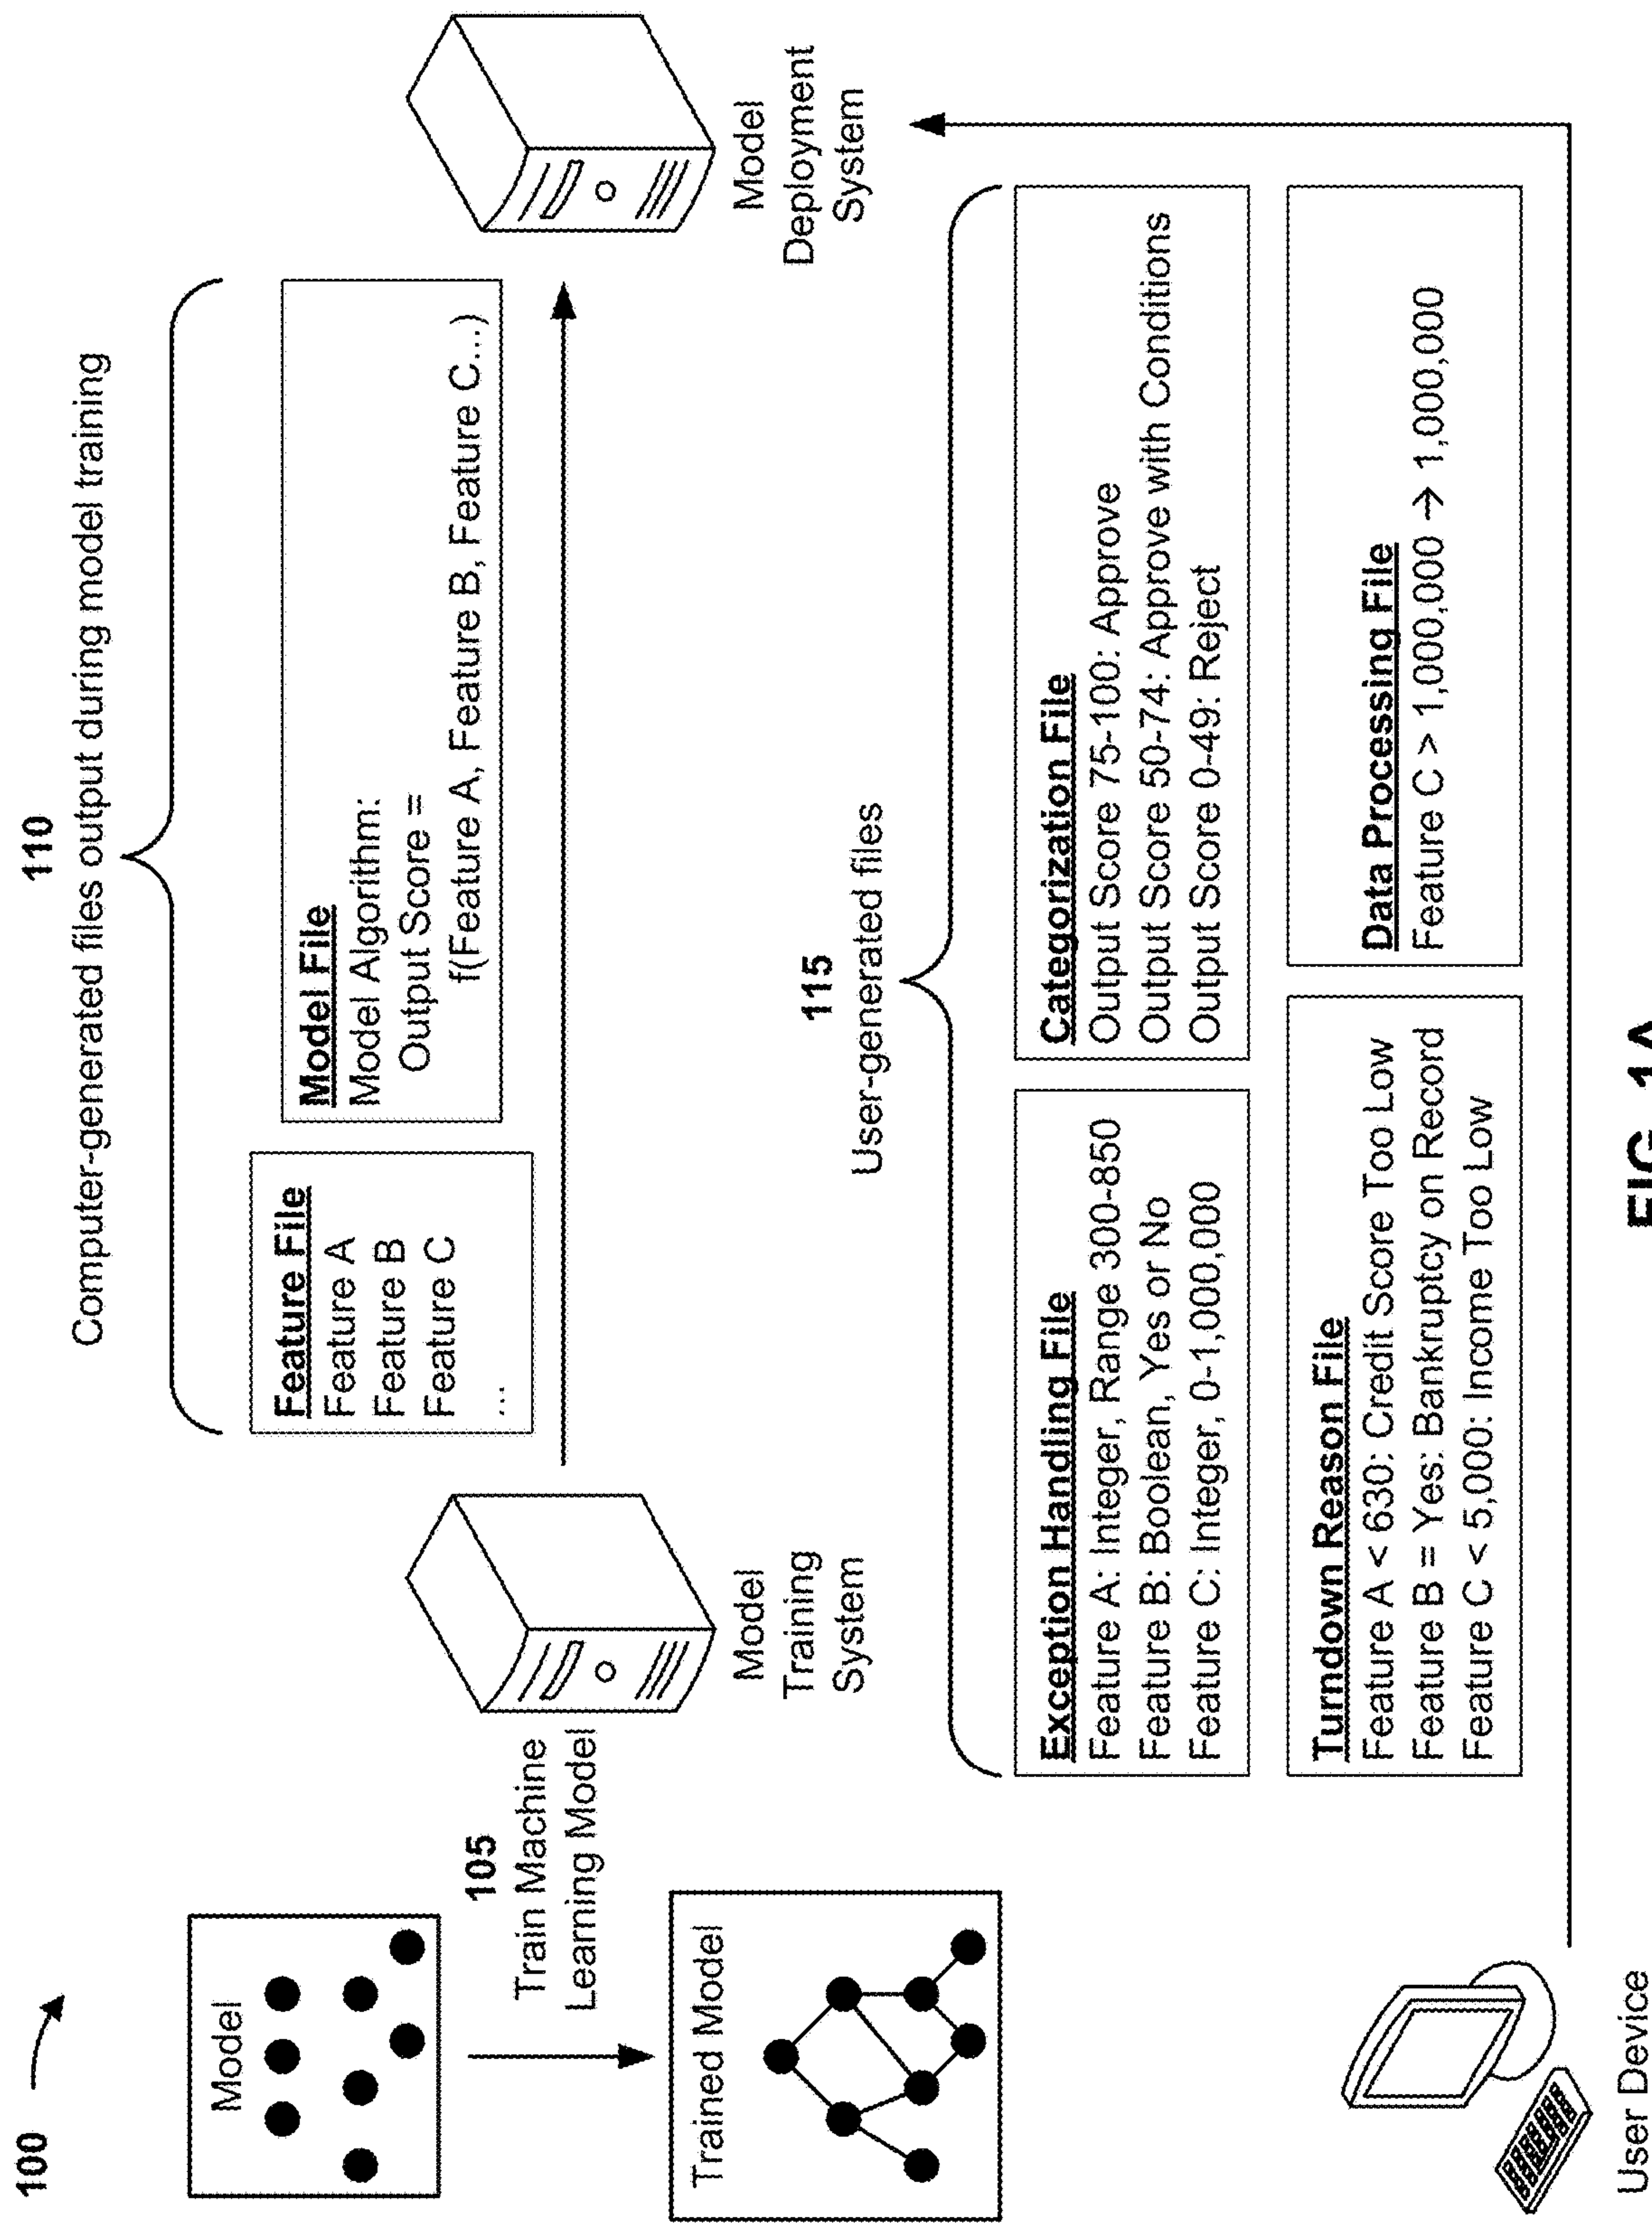 100
110
Computer-generated files output during model training
Model
105
Train Machine
Learning Model
Trained Model
Model
Training
System
Feature File
Feature A
Feature B
Feature C
...
Model File
Model Algorithm:
Output Score =
f(Feature A, Feature B, Feature C...)
Model
Deployment
System
115
User-generated files
Exception Handling File
Feature A: Integer, Range 300-850
Feature B: Boolean, Yes or No
Feature C: Integer, 0-1,000,000
Categorization File
Output Score 75-100: Approve
Output Score 50-74: Approve with Conditions
Output Score 0-49: Reject
Turndown Reason File
Feature A < 630: Credit Score Too Low
Feature B = Yes: Bankruptcy on Record
Feature C < 5,000: Income Too Low
Data Processing File
Feature C > 1,000,000 → 1,000,000
User Device
FIG. 1A